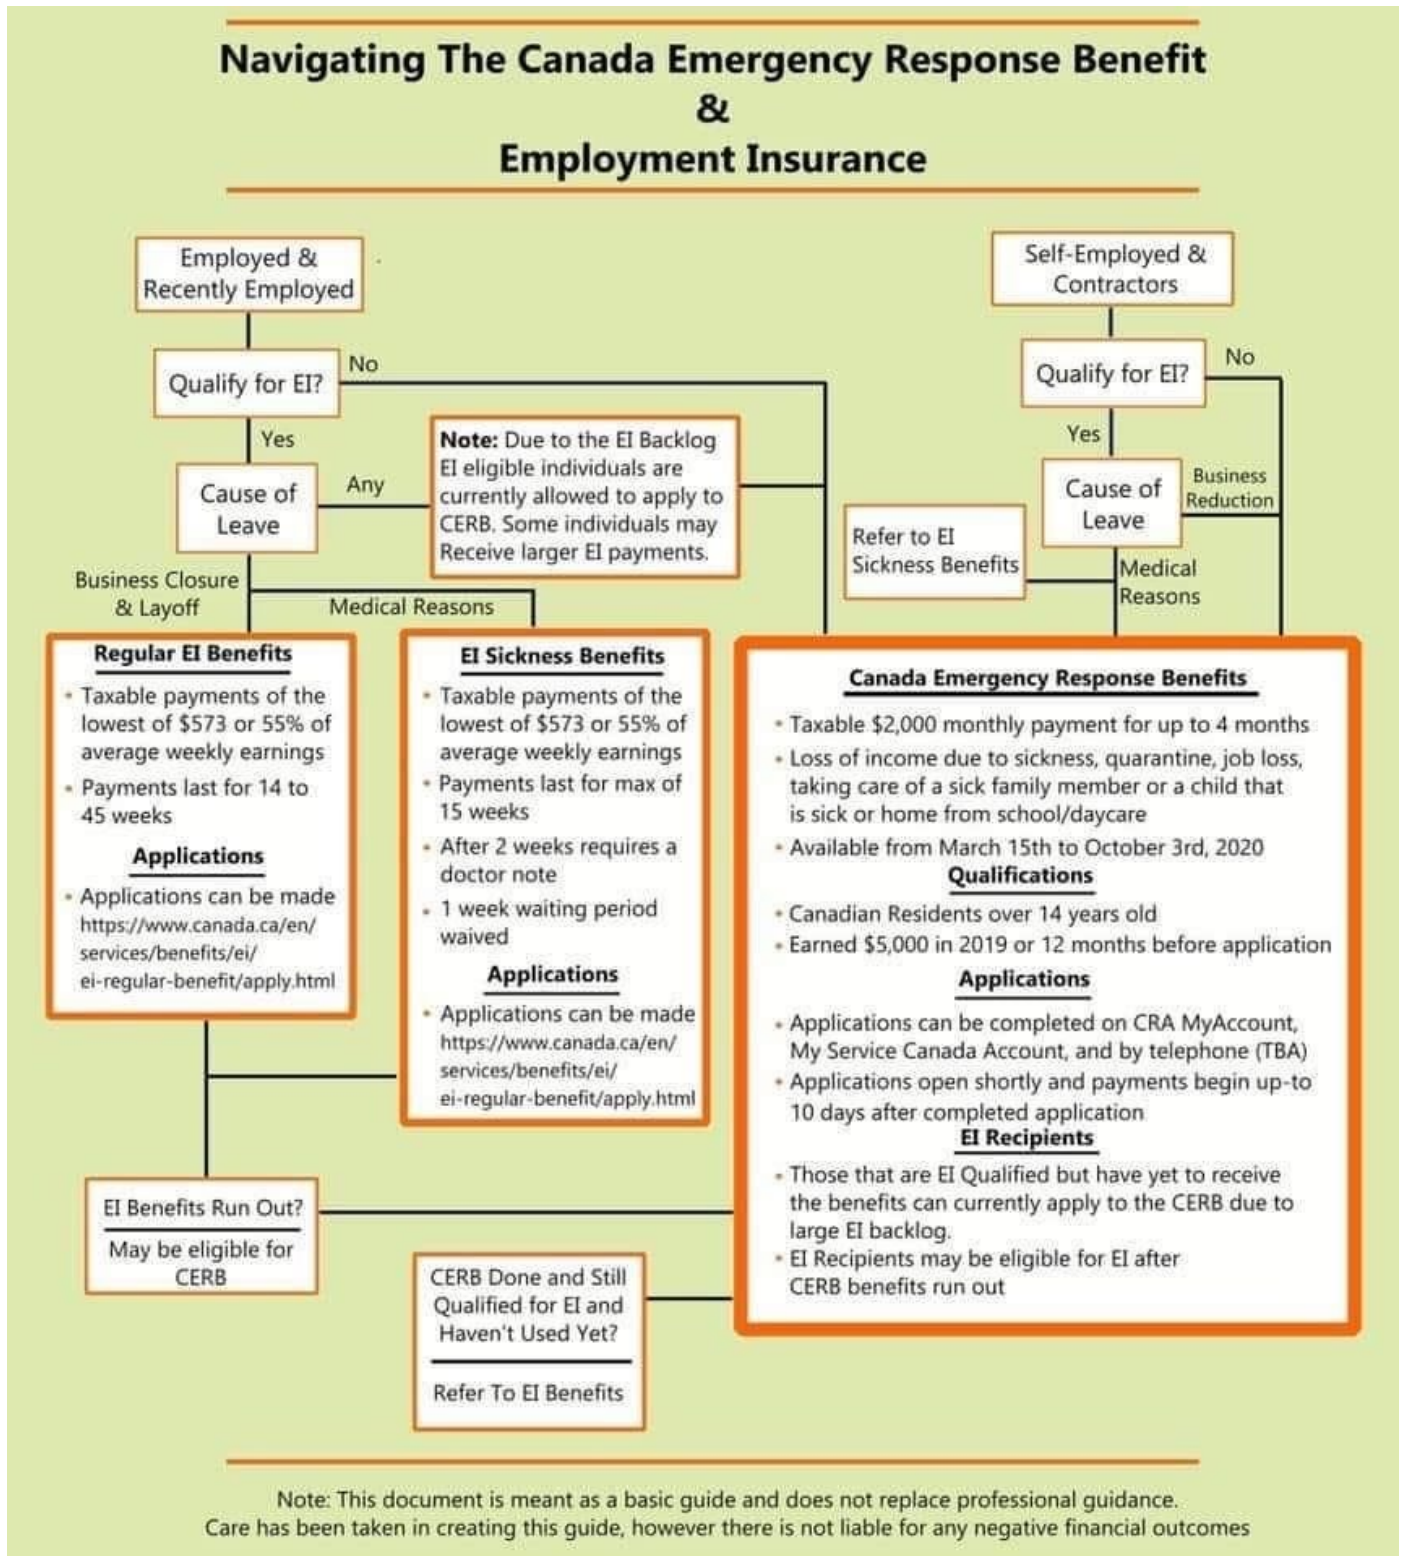 Navigating The Canada Emergency Response Benefit
&
Employment Insurance
Employed &
Recently Employed
Qualify for EI?
No
Yes
Cause of
Leave
Any
Note: Due to the EI Backlog
EI eligible individuals are
currently allowed to apply to
CERB. Some individuals may
Receive larger EI payments.
Business Closure
& Layoff
Medical Reasons
Self-Employed &
Contractors
Qualify for EI?
No
Yes
Cause of
Leave
Business
Reduction
Refer to EI
Sickness Benefits
Medical
Reasons
Regular EI Benefits
• Taxable payments of the
lowest of $573 or 55% of
average weekly earnings
• Payments last for 14 to
45 weeks
Applications
• Applications can be made
https://www.canada.ca/en/
services/benefits/ei/
ei-regular-benefit/apply.html
EI Sickness Benefits
• Taxable payments of the
lowest of $573 or 55% of
average weekly earnings
• Payments last for max of
15 weeks
• After 2 weeks requires a
doctor note
• 1 week waiting period
waived
Applications
• Applications can be made
https://www.canada.ca/en/
services/benefits/ei/
ei-regular-benefit/apply.html
Canada Emergency Response Benefits
• Taxable $2,000 monthly payment for up to 4 months
• Loss of income due to sickness, quarantine, job loss,
taking care of a sick family member or a child that
is sick or home from school/daycare
• Available from March 15th to October 3rd, 2020
Qualifications
• Canadian Residents over 14 years old
• Earned $5,000 in 2019 or 12 months before application
Applications
• Applications can be completed on CRA MyAccount,
My Service Canada Account, and by telephone (TBA)
• Applications open shortly and payments begin up-to
10 days after completed application
EI Recipients
• Those that are EI Qualified but have yet to receive
the benefits can currently apply to the CERB due to
large EI backlog.
• EI Recipients may be eligible for EI after
CERB benefits run out
EI Benefits Run Out?
May be eligible for
CERB
CERB Done and Still
Qualified for EI and
Haven't Used Yet?
Refer To EI Benefits
Note: This document is meant as a basic guide and does not replace professional guidance.
Care has been taken in creating this guide, however there is not liable for any negative financial outcomes